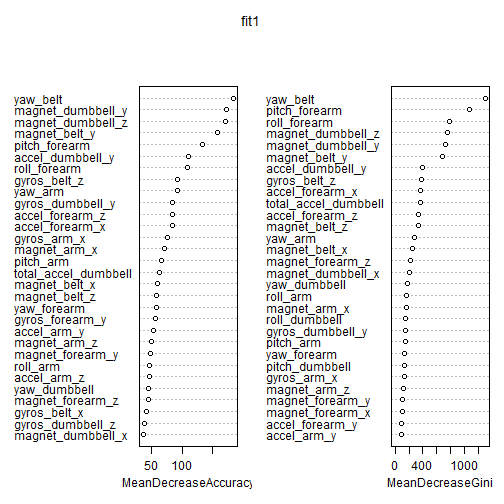 fit1
yaw_belt
magnet_dumbbell_y
magnet_dumbbell_z
magnet_belt_y
pitch_forearm
accel_dumbbell_y
roll_forearm
gyros_belt_z
yaw_arm
gyros_dumbbell_y
accel_forearm_z
accel_forearm_x
gyros_arm_x
magnet_arm_x
pitch_arm
total_accel_dumbbell
magnet_belt_x
magnet_belt_z
yaw_forearm
gyros_forearm_y
accel_arm_y
magnet_arm_z
magnet_forearm_y
roll_arm
accel_arm_z
yaw_dumbbell
magnet_forearm_z
gyros_belt_x
gyros_dumbbell_z
magnet_dumbbell_x
50 100
MeanDecreaseAccuracy
yaw_belt
pitch_forearm
roll_forearm
magnet_dumbbell_z
magnet_dumbbell_y
magnet_belt_y
accel_dumbbell_y
gyros_belt_z
accel_forearm_x
total_accel_dumbbell
accel_forearm_z
magnet_belt_z
yaw_arm
magnet_belt_x
magnet_forearm_z
magnet_dumbbell_x
yaw_dumbbell
roll_arm
magnet_arm_x
roll_dumbbell
gyros_dumbbell_y
pitch_arm
yaw_forearm
pitch_dumbbell
gyros_arm_x
magnet_arm_z
magnet_forearm_y
magnet_forearm_x
accel_forearm_y
accel_arm_y
0 400 1000
MeanDecreaseGini